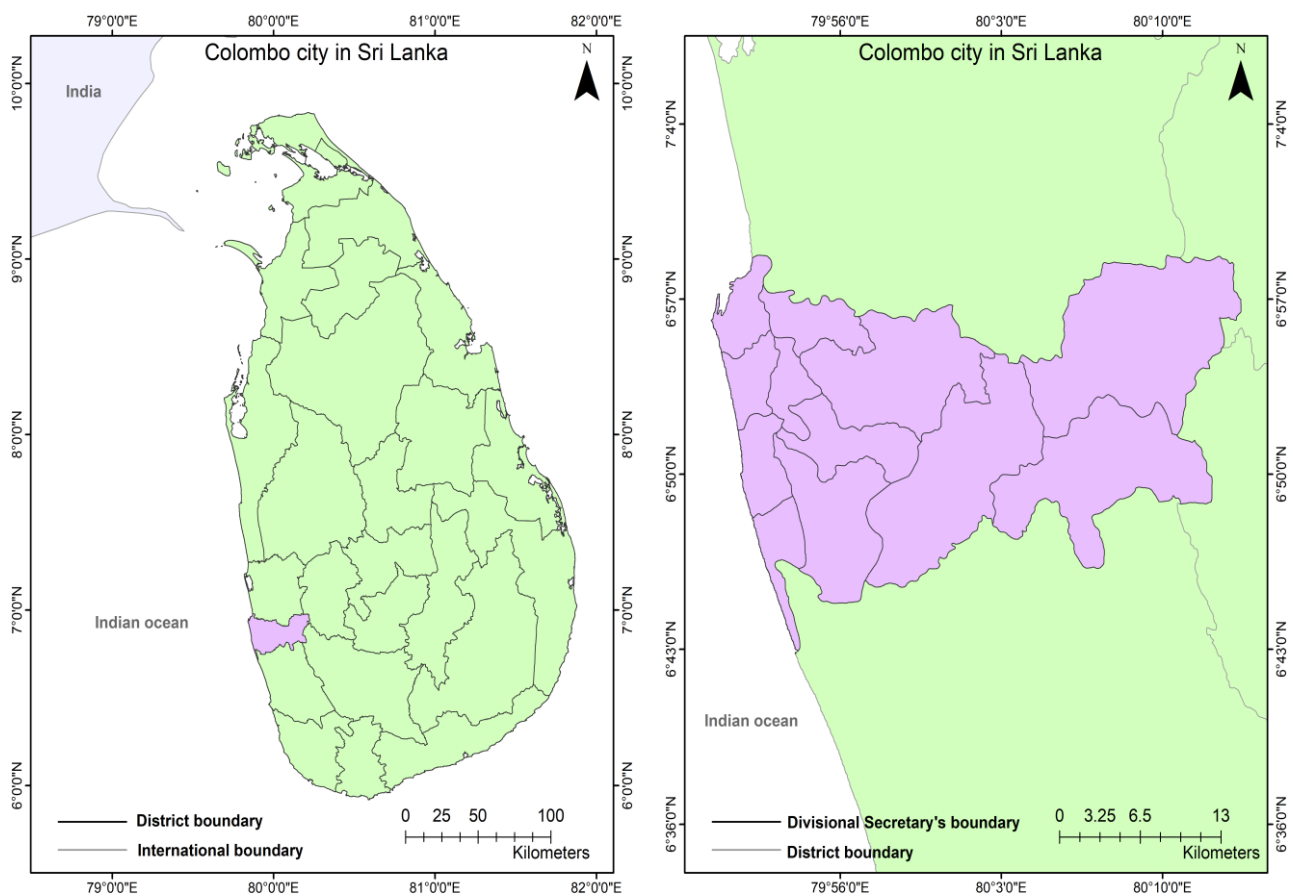 79°0'0"E 80°0'0"E 81°0'0"E 82°0'0"E
Colombo city in Sri Lanka
N
India
Indian ocean
10°0'0"N
9°0'0"N
8°0'0"N
7°0'0"N
6°0'0"N
10°0'0"N
9°0'0"N
8°0'0"N
7°0'0"N
6°0'0"N
District boundary
International boundary
0 25 50 100
Kilometers
79°0'0"E 80°0'0"E 81°0'0"E 82°0'0"E
79°56'0"E 80°3'0"E 80°10'0"E
Colombo city in Sri Lanka
N
7°4'0"N
6°57'0"N
6°50'0"N
6°43'0"N
6°36'0"N
7°4'0"N
6°57'0"N
6°50'0"N
6°43'0"N
6°36'0"N
Indian ocean
Divisional Secretary's boundary
District boundary
0 3.25 6.5 13
Kilometers
79°56'0"E 80°3'0"E 80°10'0"E